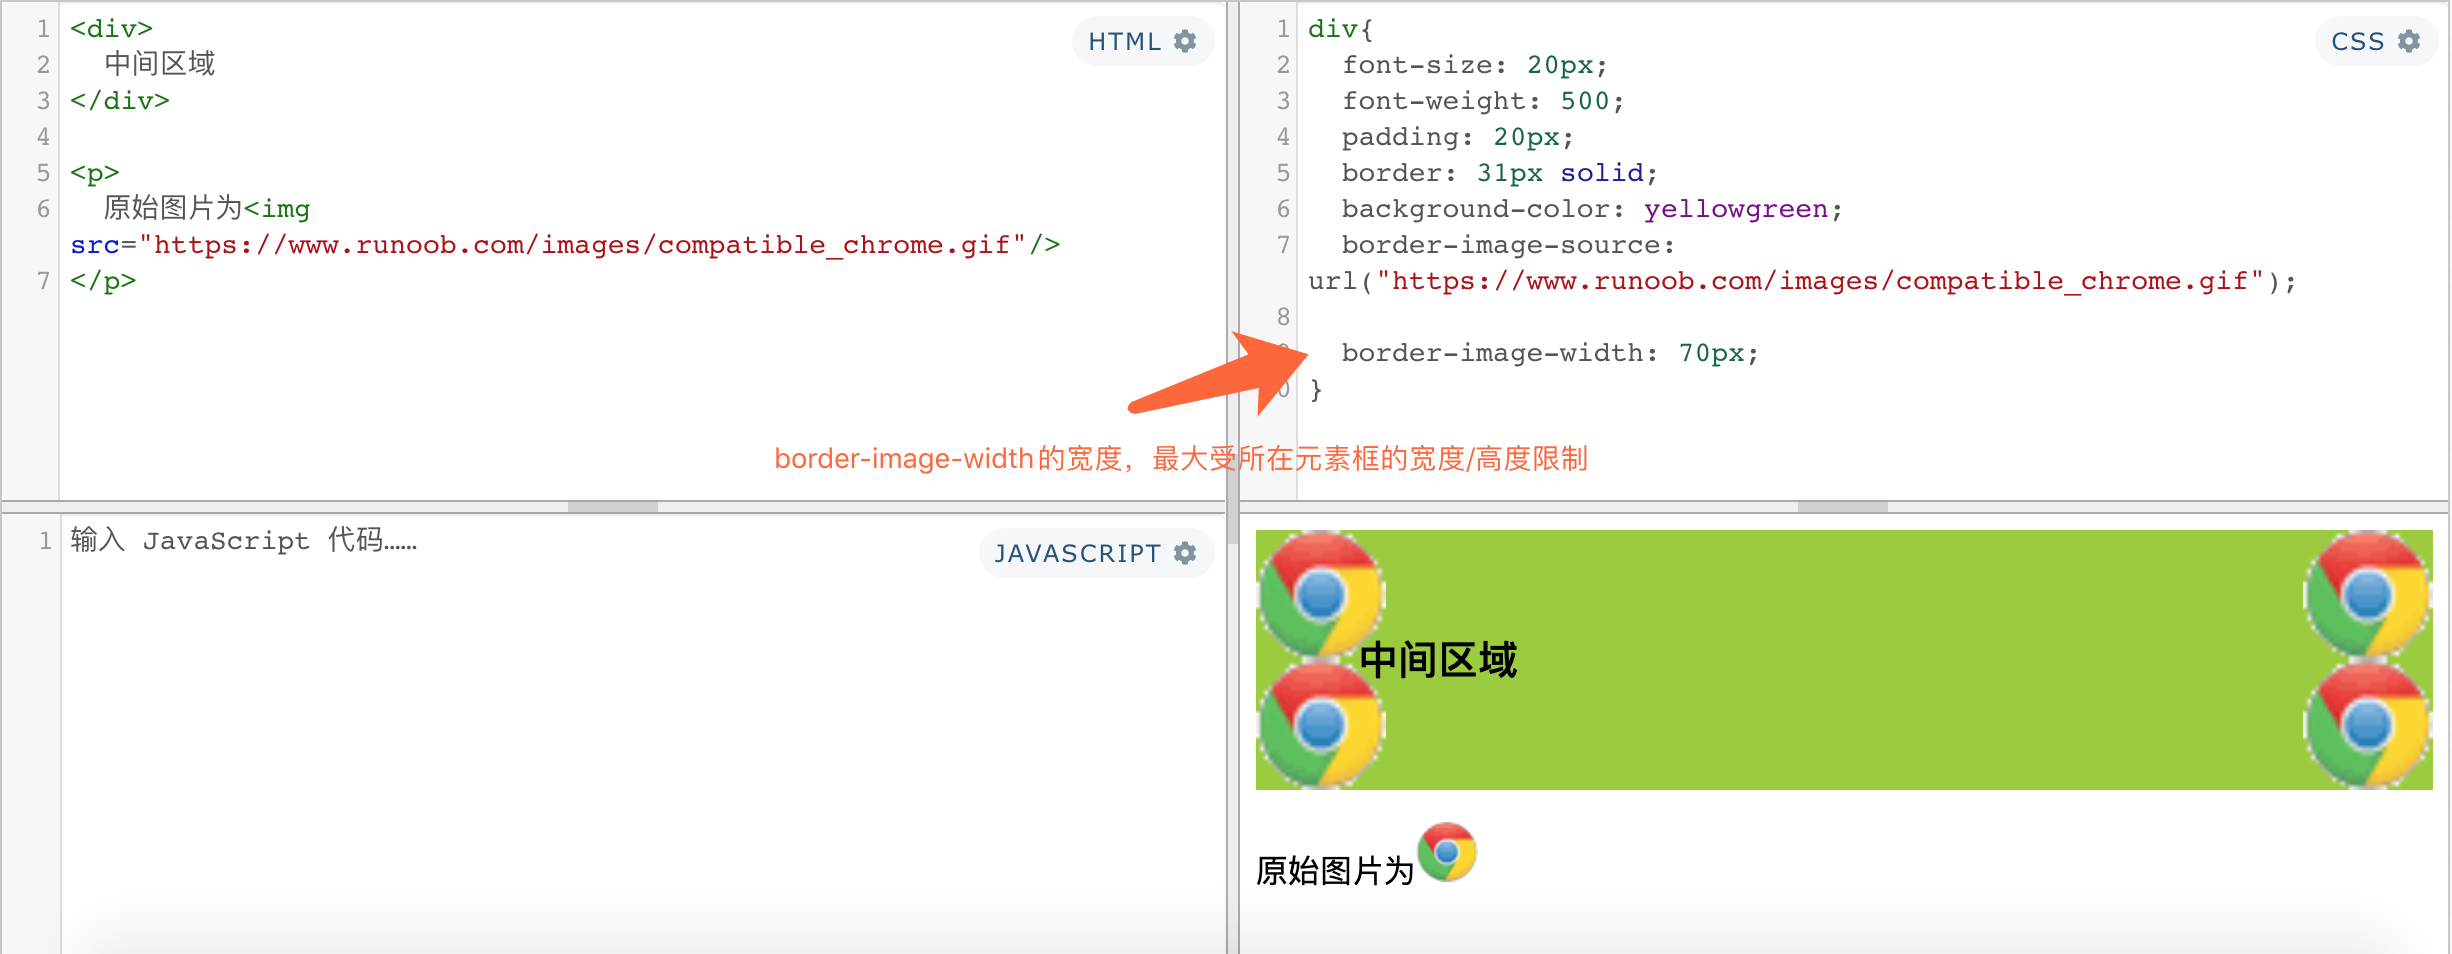 1 <div>
2 中间区域
3 </div>
4
5 <p>
6 原始图片为<img
src="https://www.runoob.com/images/compatible_chrome.gif"/>
7 </p>
HTML
1 div{
2 font-size: 20px;
3 font-weight: 500;
4 padding: 20px;
5 border: 31px solid;
6 background-color: yellowgreen;
7 border-image-source:
url("https://www.runoob.com/images/compatible_chrome.gif");
8
border-image-width: 70px;
0 }
CSS
border-image-width的宽度，最大受所在元素框的宽度/高度限制
1 输入 JavaScript 代码……
JAVASCRIPT
中间区域
原始图片为